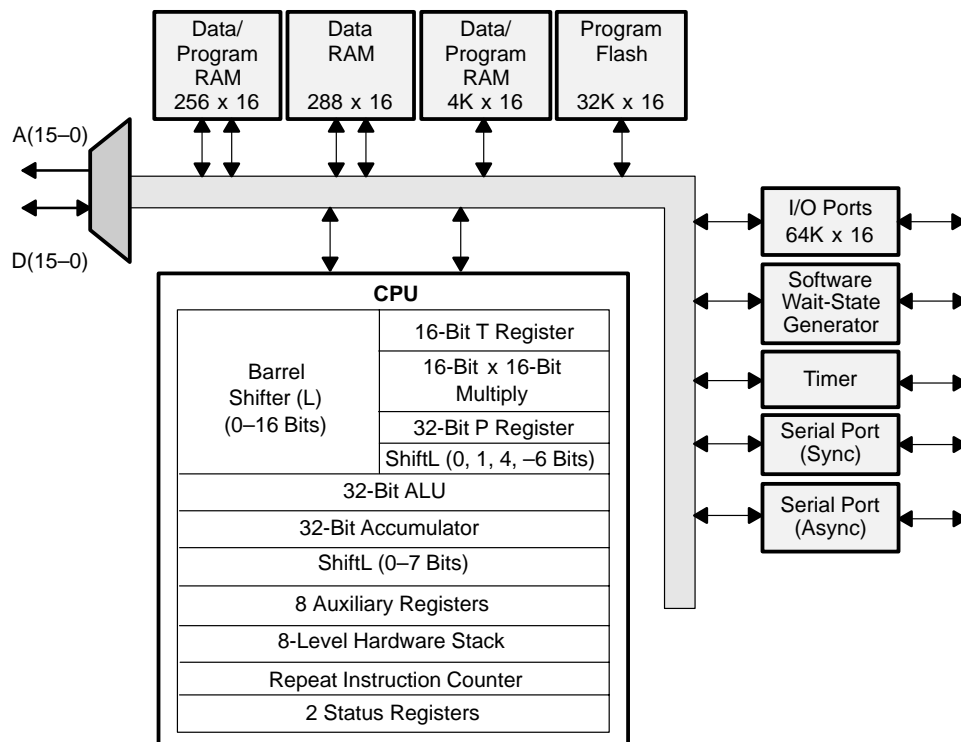 Data/
Program
RAM
256 x 16
Data
RAM
288 x 16
Data/
Program
RAM
4K x 16
Program
Flash
32K x 16
A(15–0)
D(15–0)
I/O Ports
64K x 16
Software
Wait-State
Generator
Timer
Serial Port
(Sync)
Serial Port
(Async)
CPU
Barrel
Shifter (L)
(0–16 Bits)
16-Bit T Register
16-Bit x 16-Bit
Multiply
32-Bit P Register
ShiftL (0, 1, 4, –6 Bits)
32-Bit ALU
32-Bit Accumulator
ShiftL (0–7 Bits)
8 Auxiliary Registers
8-Level Hardware Stack
Repeat Instruction Counter
2 Status Registers